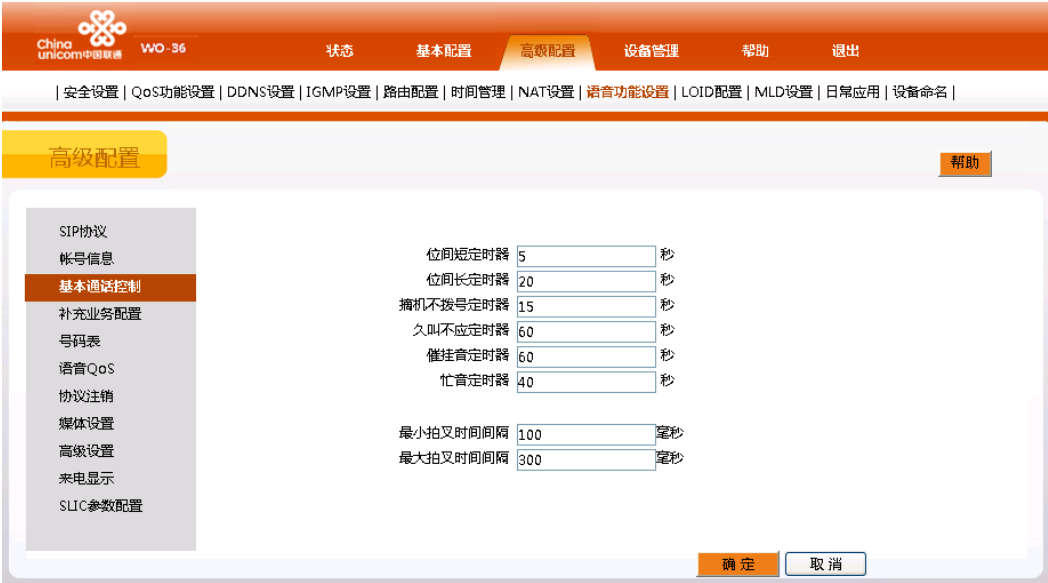 China
unicom中国联通
WO-36
状态 基本配置 高级配置 设备管理 帮助 退出
| 安全设置 | QoS功能设置 | DDNS设置 | IGMP设置 | 路由配置 | 时间管理 | NAT设置 | 语音功能设置 | LOID配置 | MLD设置 | 日常应用 | 设备命名 |
高级配置
帮助
SIP协议
帐号信息
基本通话控制
补充业务配置
号码表
语音QoS
协议注销
媒体设置
高级设置
来电显示
SLIC参数配置
位间短定时器 5 秒
位间长定时器 20 秒
摘机不拨号定时器 15 秒
久叫不应定时器 60 秒
催挂音定时器 60 秒
忙音定时器 40 秒
最小拍叉时间间隔 100 毫秒
最大拍叉时间间隔 300 毫秒
确定 取消